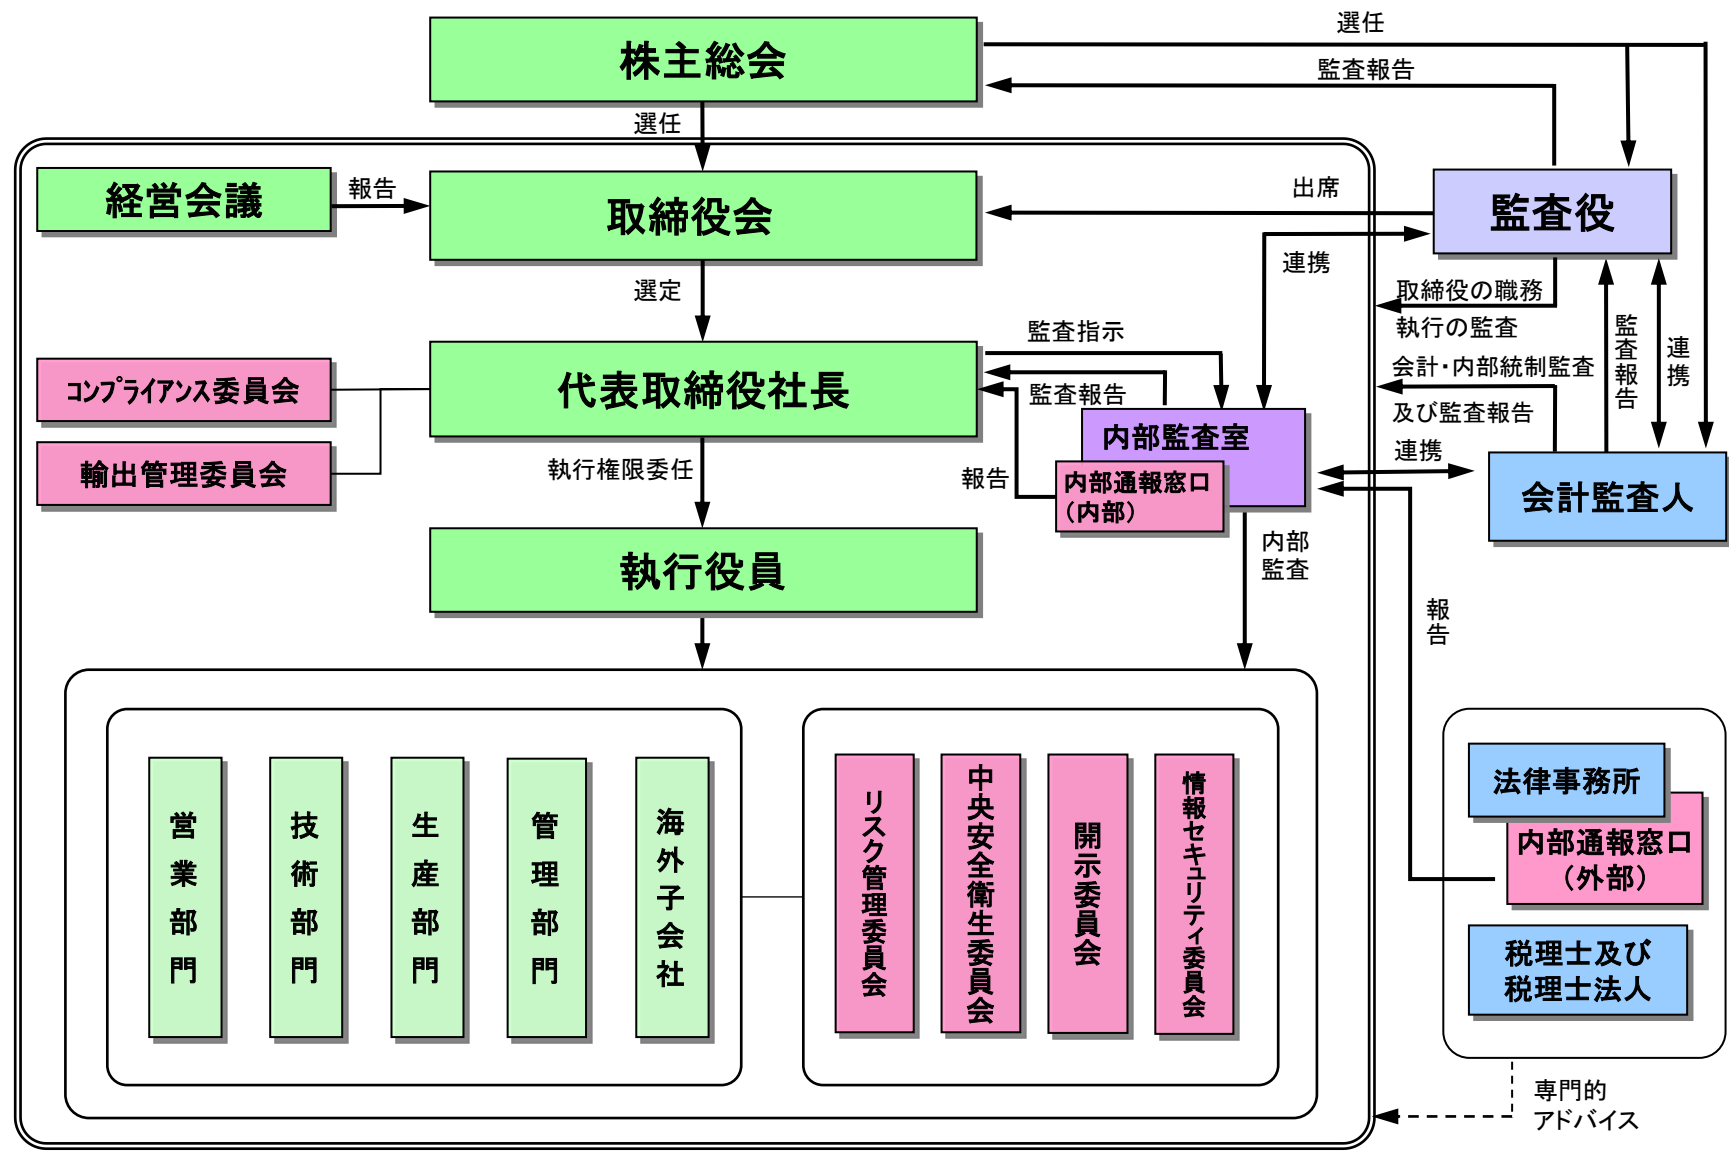 選任
株主総会
監査報告
選任
経営会議
報告
取締役会
出席
監査役
連携
選定
取締役の職務
執行の監査
監査報告
連携
監査指示
代表取締役社長
監査報告
会計・内部統制監査
及び監査報告
コンプライアンス委員会
輸出管理委員会
執行権限委任
報告
内部監査室
内部通報窓口
（内部）
連携
会計監査人
執行役員
内部
監査
報告
営業部門
技術部門
生産部門
管理部門
海外子会社
リスク管理委員会
中央安全衛生委員会
開示委員会
情報セキュリティ委員会
法律事務所
内部通報窓口
（外部）
税理士及び
税理士法人
専門的
アドバイス